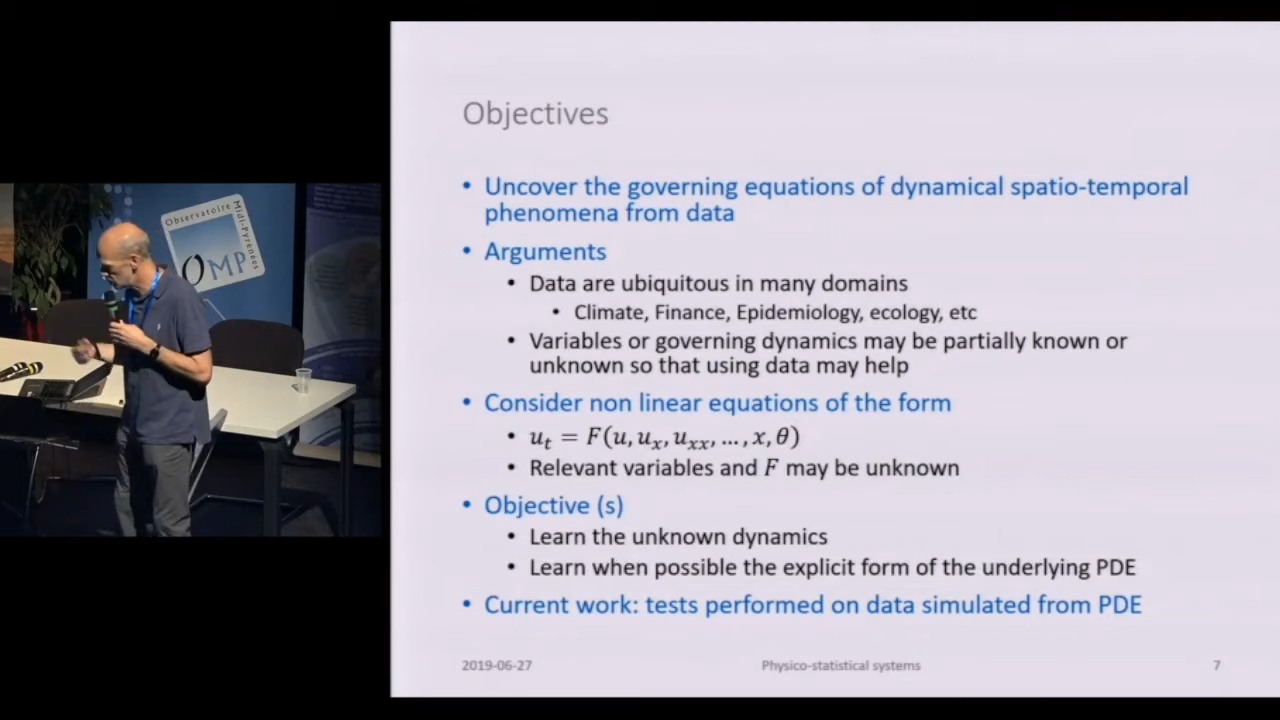 Observatoire
Midi-Pyrénées
OMP
Objectives
• Uncover the governing equations of dynamical spatio-temporal
phenomena from data
• Arguments
• Data are ubiquitous in many domains
• Climate, Finance, Epidemiology, ecology, etc
• Variables or governing dynamics may be partially known or
unknown so that using data may help
• Consider non linear equations of the form
• u_t = F(u, u_x, u_xx, ..., x, θ)
• Relevant variables and F may be unknown
• Objective (s)
• Learn the unknown dynamics
• Learn when possible the explicit form of the underlying PDE
• Current work: tests performed on data simulated from PDE
2019-06-27
Physico-statistical systems
7